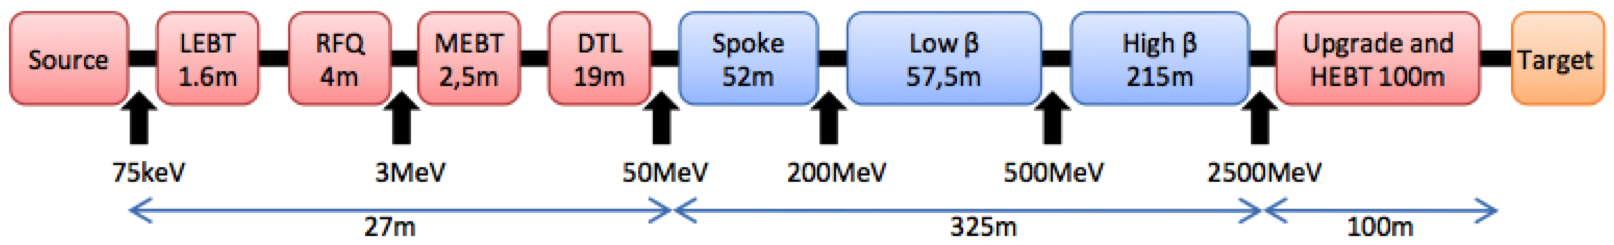 Source
LEBT
1.6m
RFQ
4m
MEBT
2,5m
DTL
19m
Spoke
52m
Low β
57,5m
High β
215m
Upgrade and
HEBT 100m
Target
75keV
3MeV
50MeV
200MeV
500MeV
2500MeV
27m
325m
100m